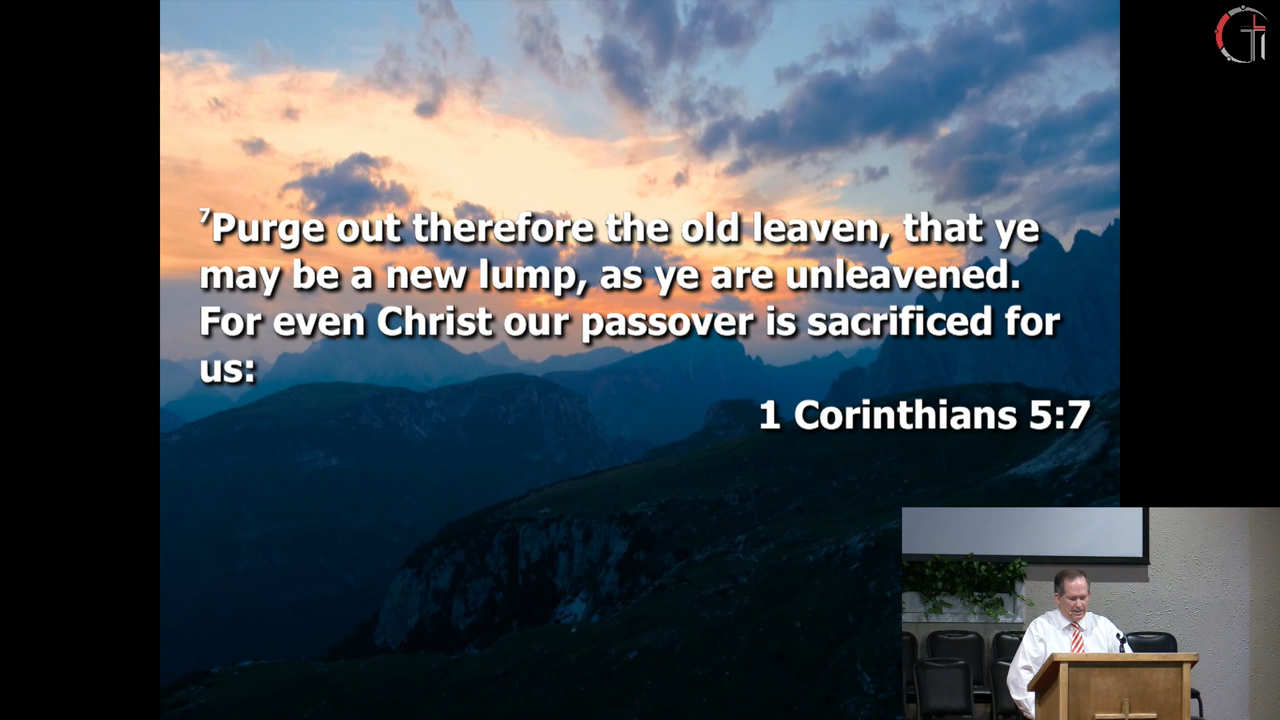 ⁷Purge out therefore the old leaven, that ye
may be a new lump, as ye are unleavened.
For even Christ our passover is sacrificed for
us:
1 Corinthians 5:7